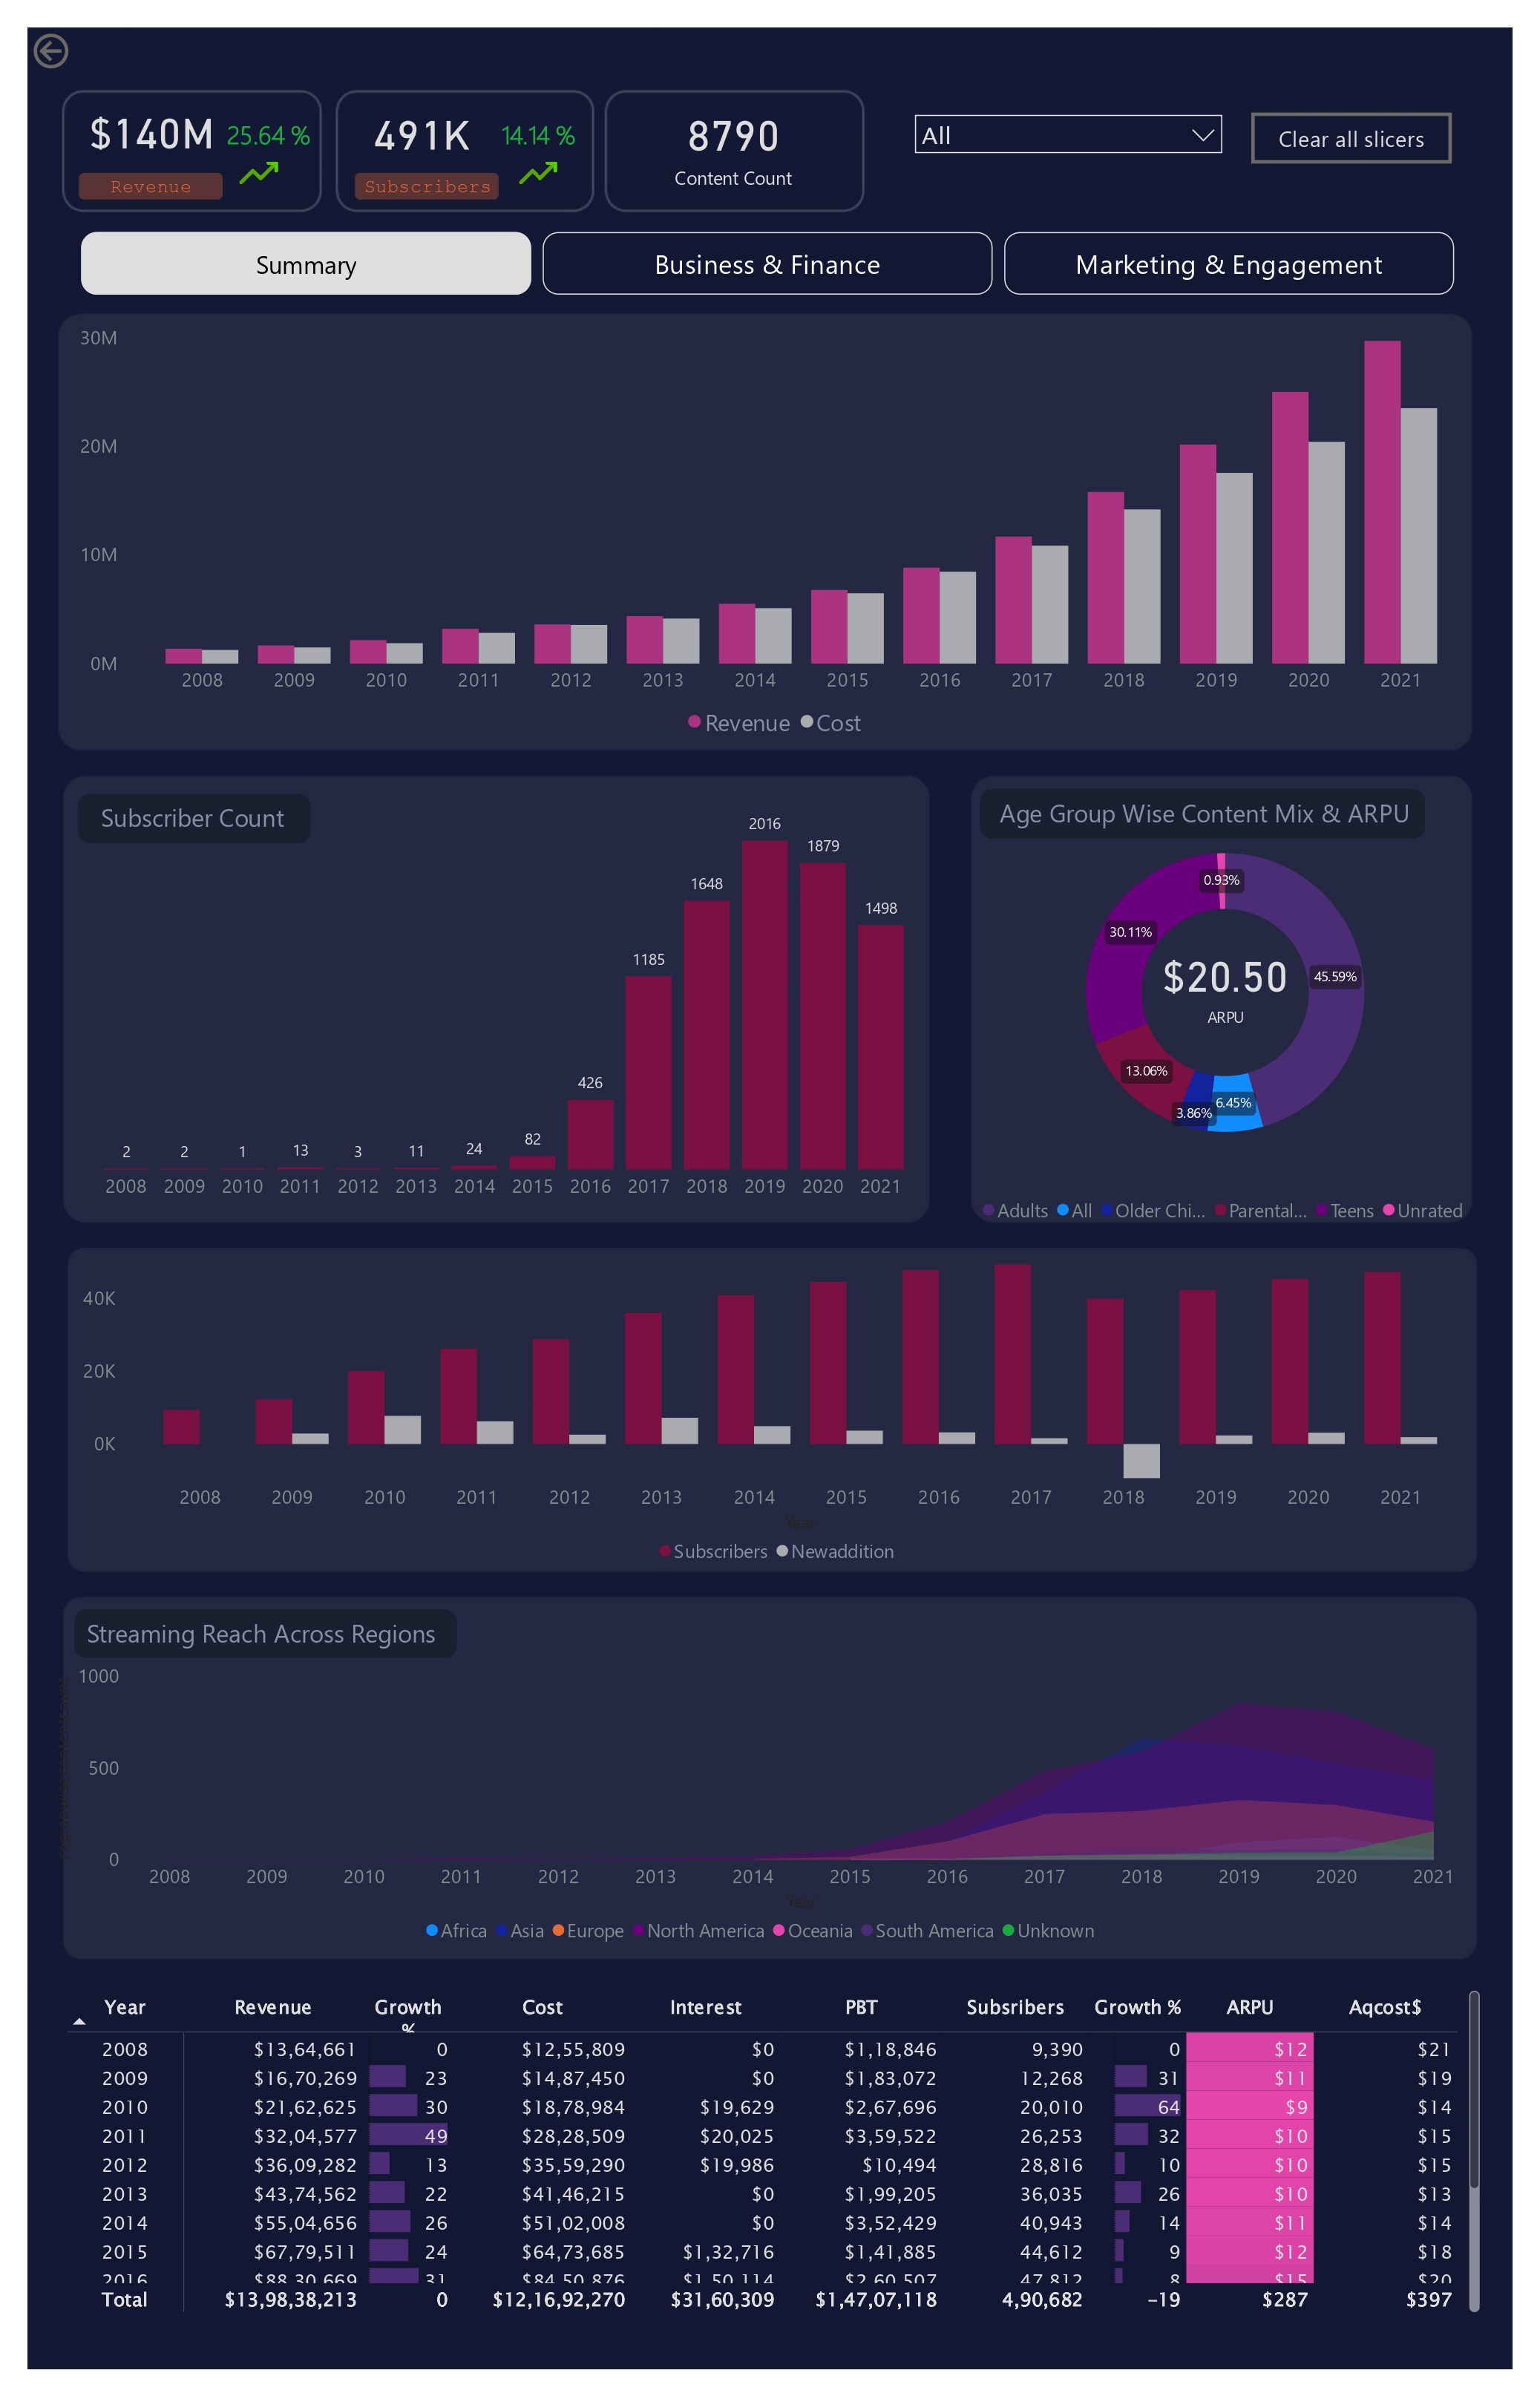 $140M 25.64 %
Revenue
491K 14.14 %
Subscribers
8790
Content Count
All
Clear all slicers
Summary
Business & Finance
Marketing & Engagement
30M
20M
10M
0M
2008 2009 2010 2011 2012 2013 2014 2015 2016 2017 2018 2019 2020 2021
Revenue Cost
Subscriber Count
2 2 1 13 3 11 24 82 426 1185 1648 2016 1879 1498
2008 2009 2010 2011 2012 2013 2014 2015 2016 2017 2018 2019 2020 2021
Age Group Wise Content Mix & ARPU
0.93%
30.11%
45.59%
$20.50
ARPU
13.06%
6.45%
3.86%
Adults All Older Chi... Parental... Teens Unrated
40K
20K
0K
2008 2009 2010 2011 2012 2013 2014 2015 2016 2017 2018 2019 2020 2021
Year
Subscribers Newaddition
Streaming Reach Across Regions
1000
500
0
2008 2009 2010 2011 2012 2013 2014 2015 2016 2017 2018 2019 2020 2021
Year
Africa Asia Europe North America Oceania South America Unknown
Year Revenue Growth % Cost Interest PBT Subsribers Growth % ARPU Aqcost$
2008 $13,64,661 0 $12,55,809 $0 $1,18,846 9,390 0 $12 $21
2009 $16,70,269 23 $14,87,450 $0 $1,83,072 12,268 31 $11 $19
2010 $21,62,625 30 $18,78,984 $19,629 $2,67,696 20,010 64 $9 $14
2011 $32,04,577 49 $28,28,509 $20,025 $3,59,522 26,253 32 $10 $15
2012 $36,09,282 13 $35,59,290 $19,986 $10,494 28,816 10 $10 $15
2013 $43,74,562 22 $41,46,215 $0 $1,99,205 36,035 26 $10 $13
2014 $55,04,656 26 $51,02,008 $0 $3,52,429 40,943 14 $11 $14
2015 $67,79,511 24 $64,73,685 $1,32,716 $1,41,885 44,612 9 $12 $18
2016 $88,30,669 31 $84,50,876 $1,50,114 $2,60,507 47,812 8 $15 $20
Total $13,98,38,213 0 $12,16,92,270 $31,60,309 $1,47,07,118 4,90,682 -19 $287 $397